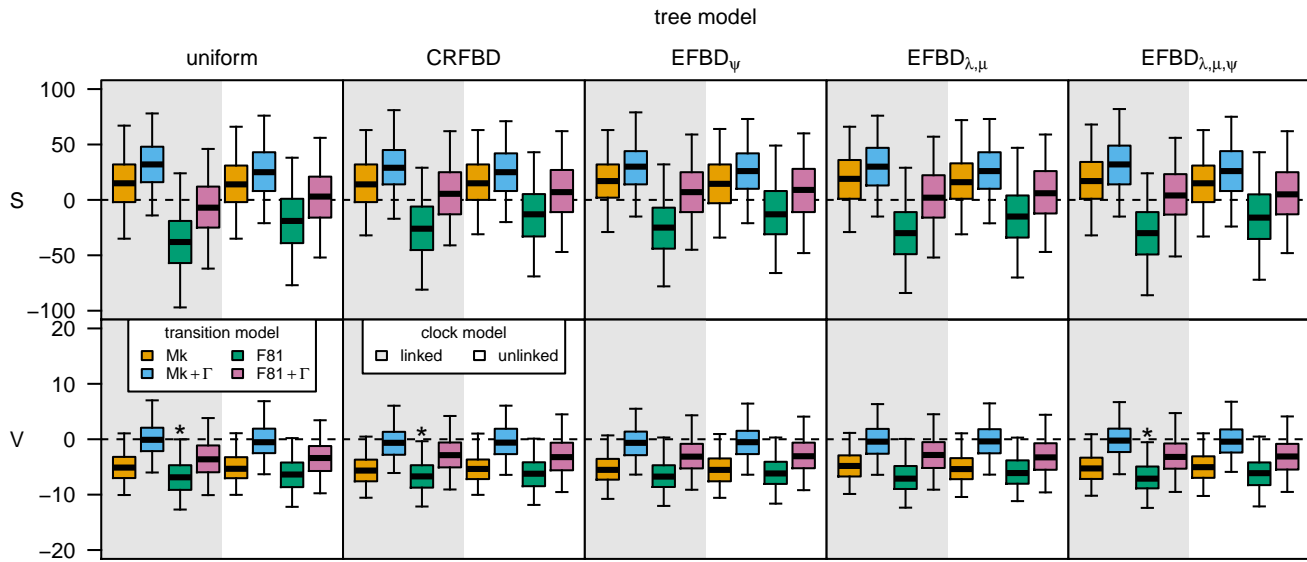 tree model
uniform CRFBD EFBDψ EFBDλ,μ EFBDλ,μ,ψ
100
50
S 0
−50
−100
20
transition model clock model
Mk F81 linked unlinked
Mk+Γ F81+Γ
10
* * *
V 0
−10
−20